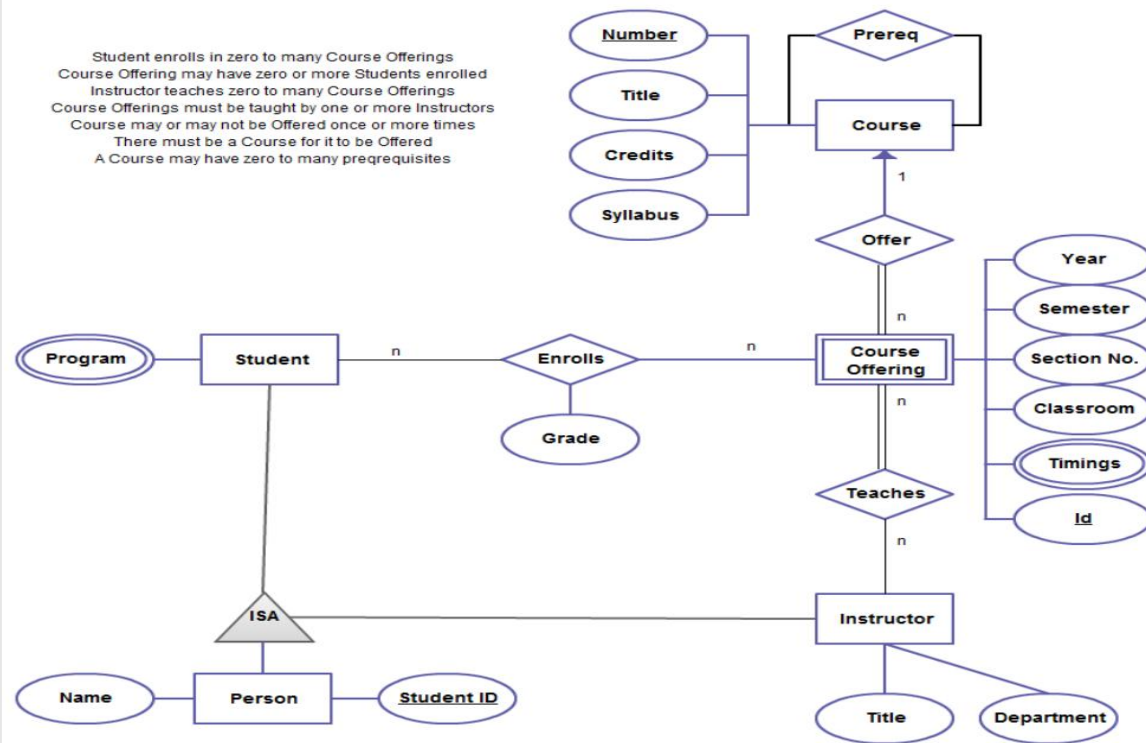 Student enrolls in zero to many Course Offerings
Course Offering may have zero or more Students enrolled
Instructor teaches zero to many Course Offerings
Course Offerings must be taught by one or more Instructors
Course may or may not be Offered once or more times
There must be a Course for it to be Offered
A Course may have zero to many preqrequisites
Number
Title
Credits
Syllabus
Prereq
Course
1
Offer
n
Program
Student
n
Enrolls
n
Course
Offering
Grade
Year
Semester
Section No.
Classroom
Timings
Id
n
Teaches
n
ISA
Instructor
Name
Person
Student ID
Title
Department